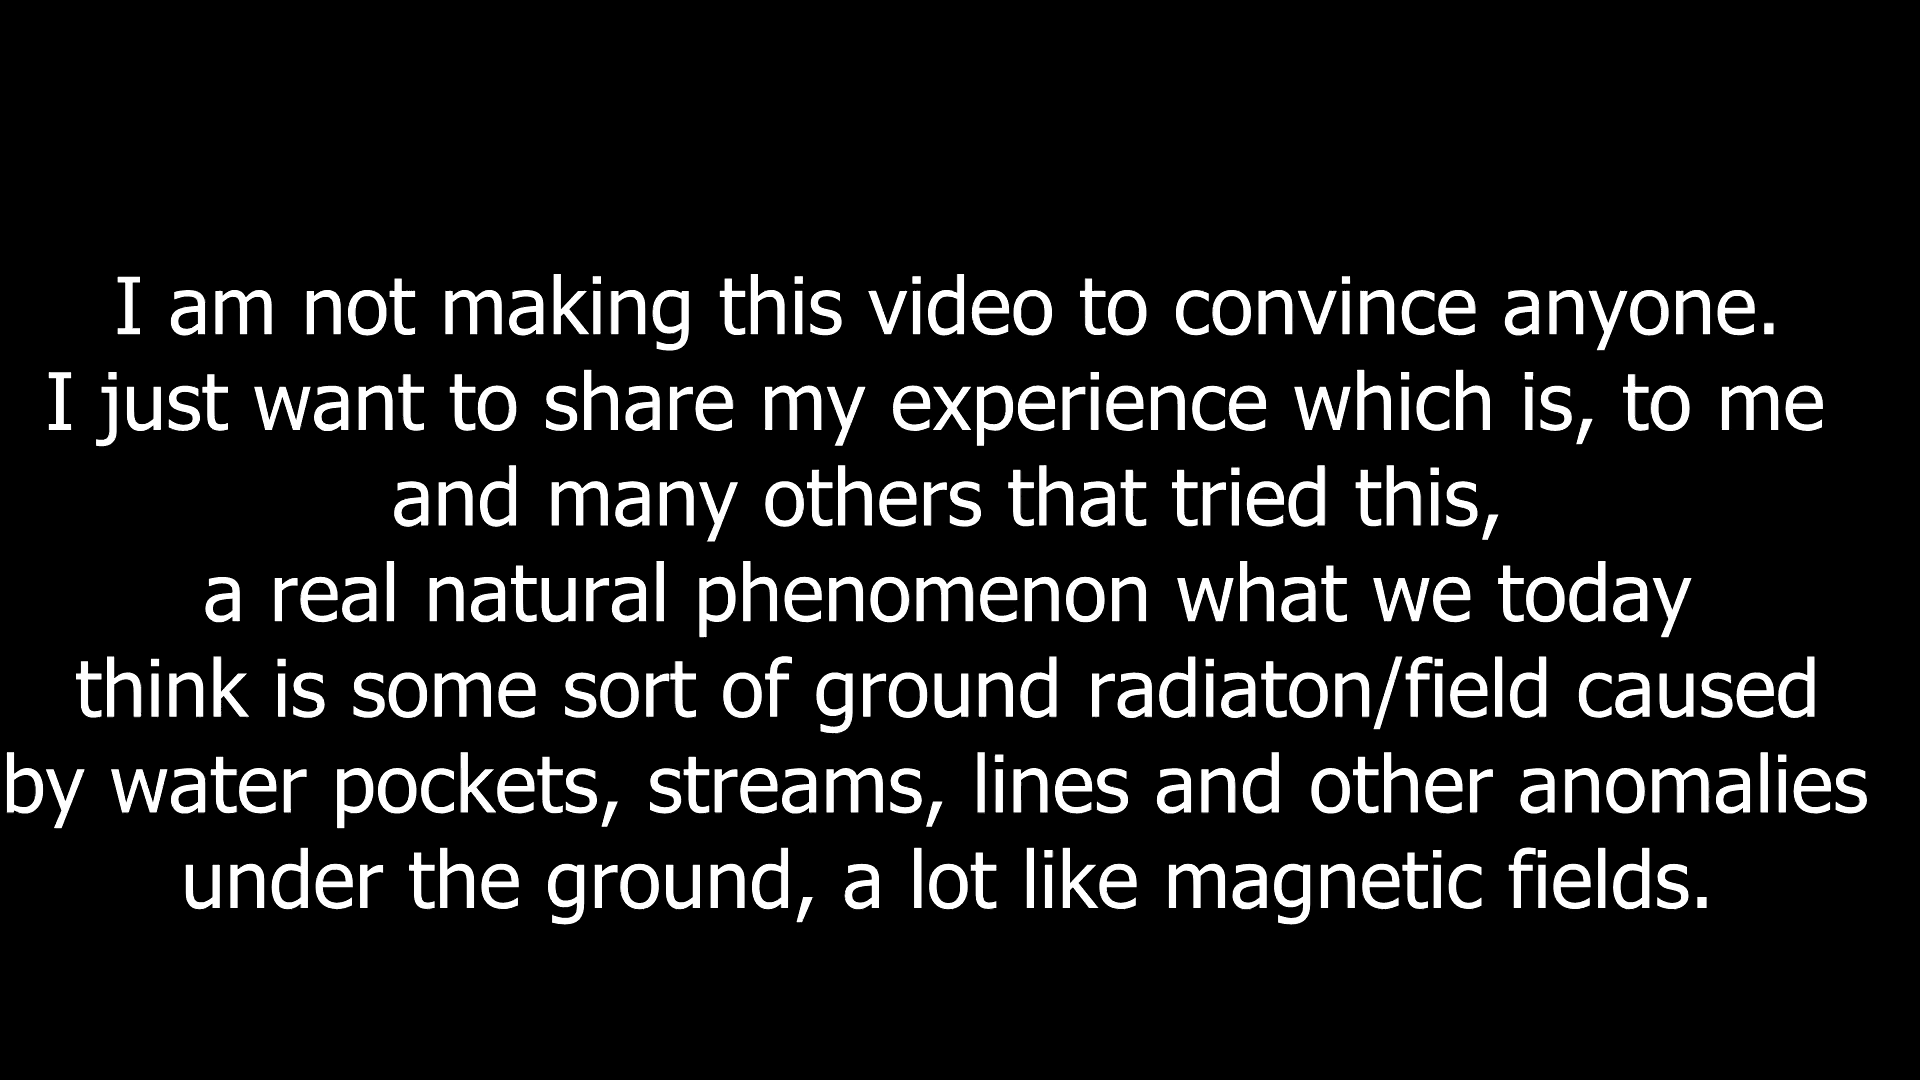 I am not making this video to convince anyone.
I just want to share my experience which is, to me
and many others that tried this,
a real natural phenomenon what we today
think is some sort of ground radiaton/field caused
by water pockets, streams, lines and other anomalies
under the ground, a lot like magnetic fields.